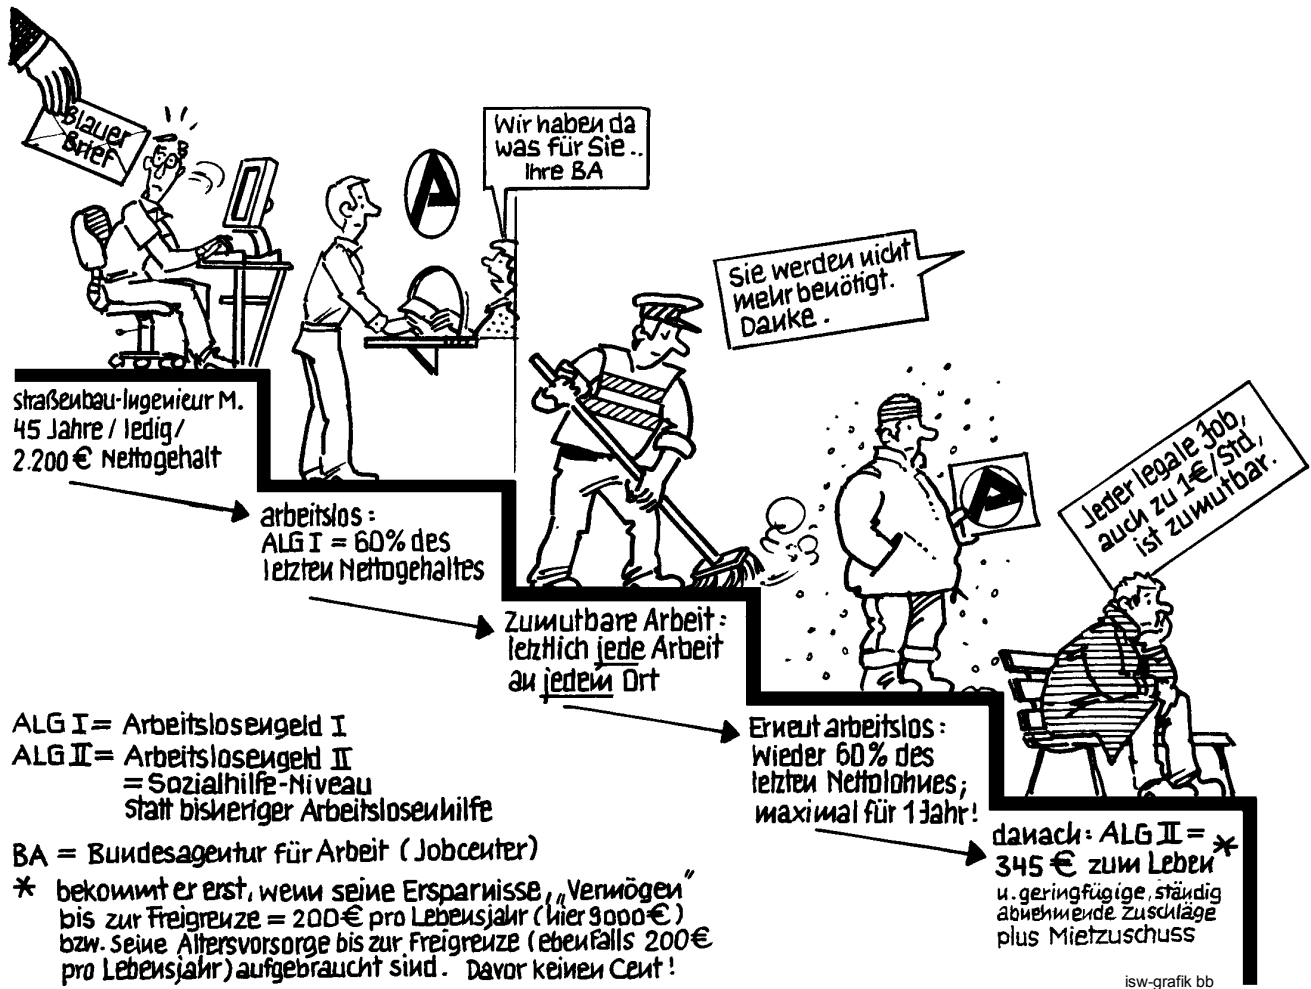 Blauer
Brief
Wir haben da
was für Sie..
Ihre BA
Sie werden nicht
mehr benötigt.
Danke.
Jeder legale Job,
auch zu 1€/Std,
ist zumutbar.
straßenbau-Ingenieur M.
45 Jahre / ledig /
2.200 € Nettogehalt
arbeitslos:
ALG I = 60% des
letzten Nettogehaltes
Zumutbare Arbeit:
letztlich jede Arbeit
an jedem Ort
Erneut arbeitslos:
Wieder 60% des
letzten Nettolohnes;
maximal für 1 Jahr!
danach: ALG II = *
345 € zum Leben
u. geringfügige, ständig
abnehmende Zuschläge
plus Mietzuschuss
ALG I = Arbeitslosengeld I
ALG II = Arbeitslosengeld II
= Sozialhilfe-Niveau
statt bisheriger Arbeitslosenhilfe
BA = Bundesagentur für Arbeit (Jobcenter)
* bekommt er erst, wenn seine Ersparnisse, „Vermögen"
bis zur Freigrenze = 200€ pro Lebensjahr (hier 9000€)
bzw. seine Altersvorsorge bis zur Freigrenze (ebenfalls 200€
pro Lebensjahr) aufgebraucht sind. Davor keinen Cent!
isw-grafik bb